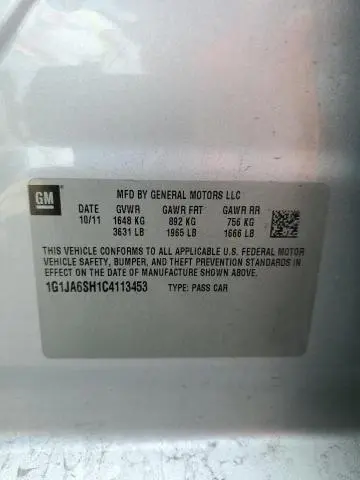 GM
MFD BY GENERAL MOTORS LLC
DATE GVWR GAWR FRT GAWR RR
10/11 1648 KG 892 KG 756 KG
3631 LB 1965 LB 1666 LB
THIS VEHICLE CONFORMS TO ALL APPLICABLE U.S. FEDERAL MOTOR
VEHICLE SAFETY, BUMPER, AND THEFT PREVENTION STANDARDS IN
EFFECT ON THE DATE OF MANUFACTURE SHOWN ABOVE.
1G1JA6SH1C4113453 TYPE: PASS CAR